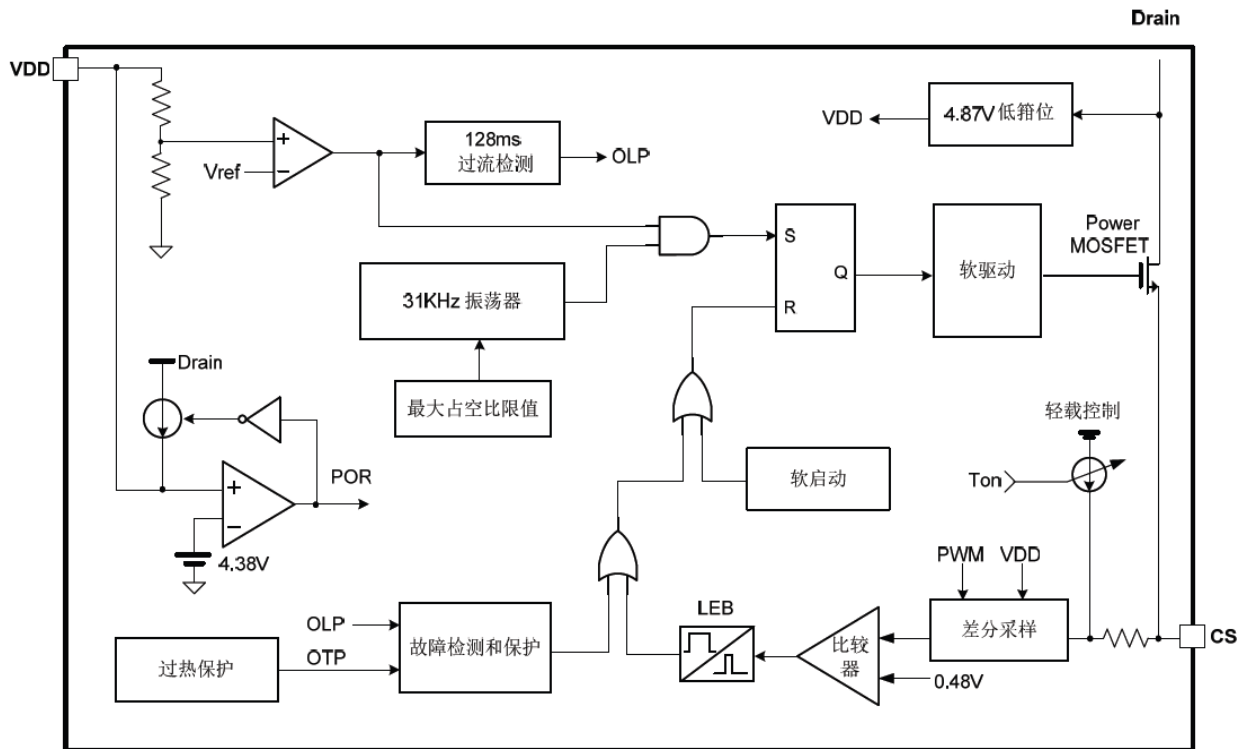 Drain
VDD
VDD
4.87V 低箝位
128ms
过流检测
OLP
Vref
Power
MOSFET
S
Q
R
软驱动
31KHz 振荡器
Drain
最大占空比限值
轻载控制
POR
软启动
Ton
4.38V
PWM
VDD
LEB
OLP
故障检测和保护
差分采样
比较器
CS
过热保护
OTP
0.48V